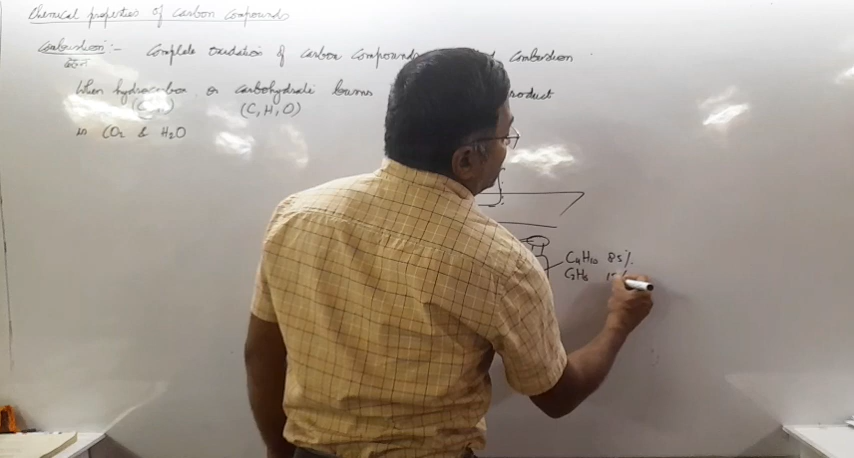 Chemical properties of Carbon Compounds
Combustion :- Complete Oxidation of carbon compounds Combustion
दहन
When hydrocarbon or carbohydrate burns product
(C, H) (C, H, O)
is CO2 & H2O
C4H10 85%.
C3H8